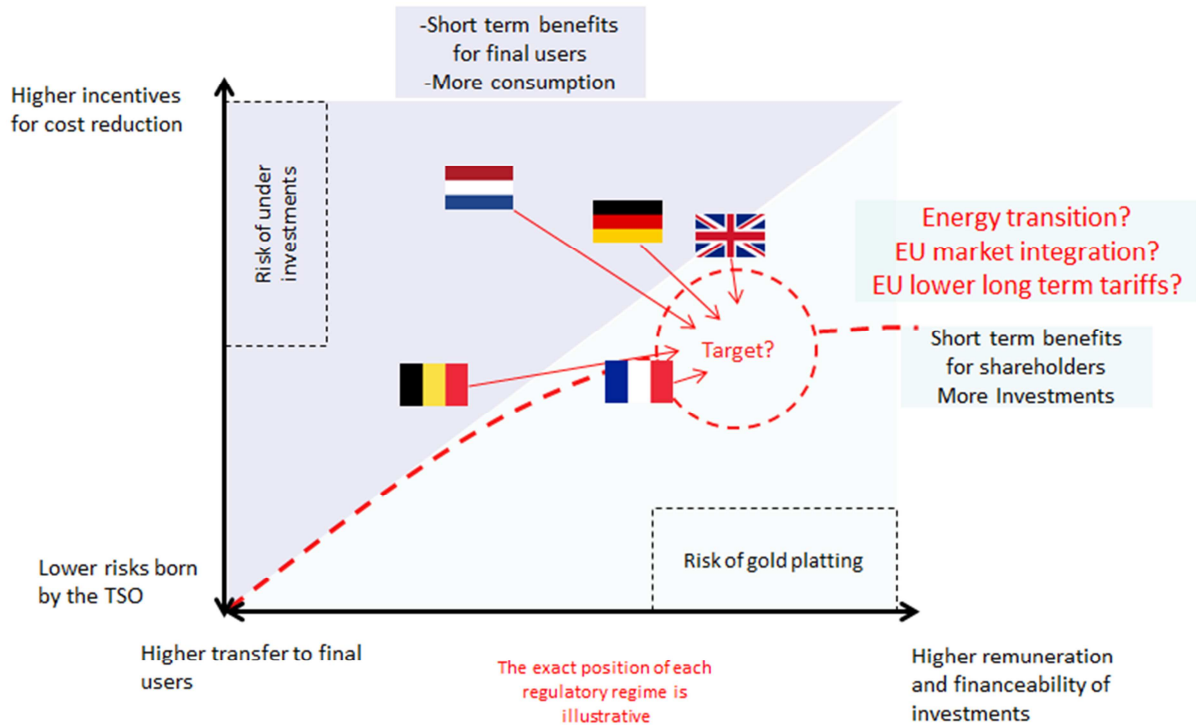 -Short term benefits
for final users
-More consumption
Higher incentives
for cost reduction
Risk of under
investments
Energy transition?
EU market integration?
EU lower long term tariffs?
Target?
Short term benefits
for shareholders
More Investments
Risk of gold platting
Lower risks born
by the TSO
Higher transfer to final
users
The exact position of each
regulatory regime is
illustrative
Higher remuneration
and financeability of
investments